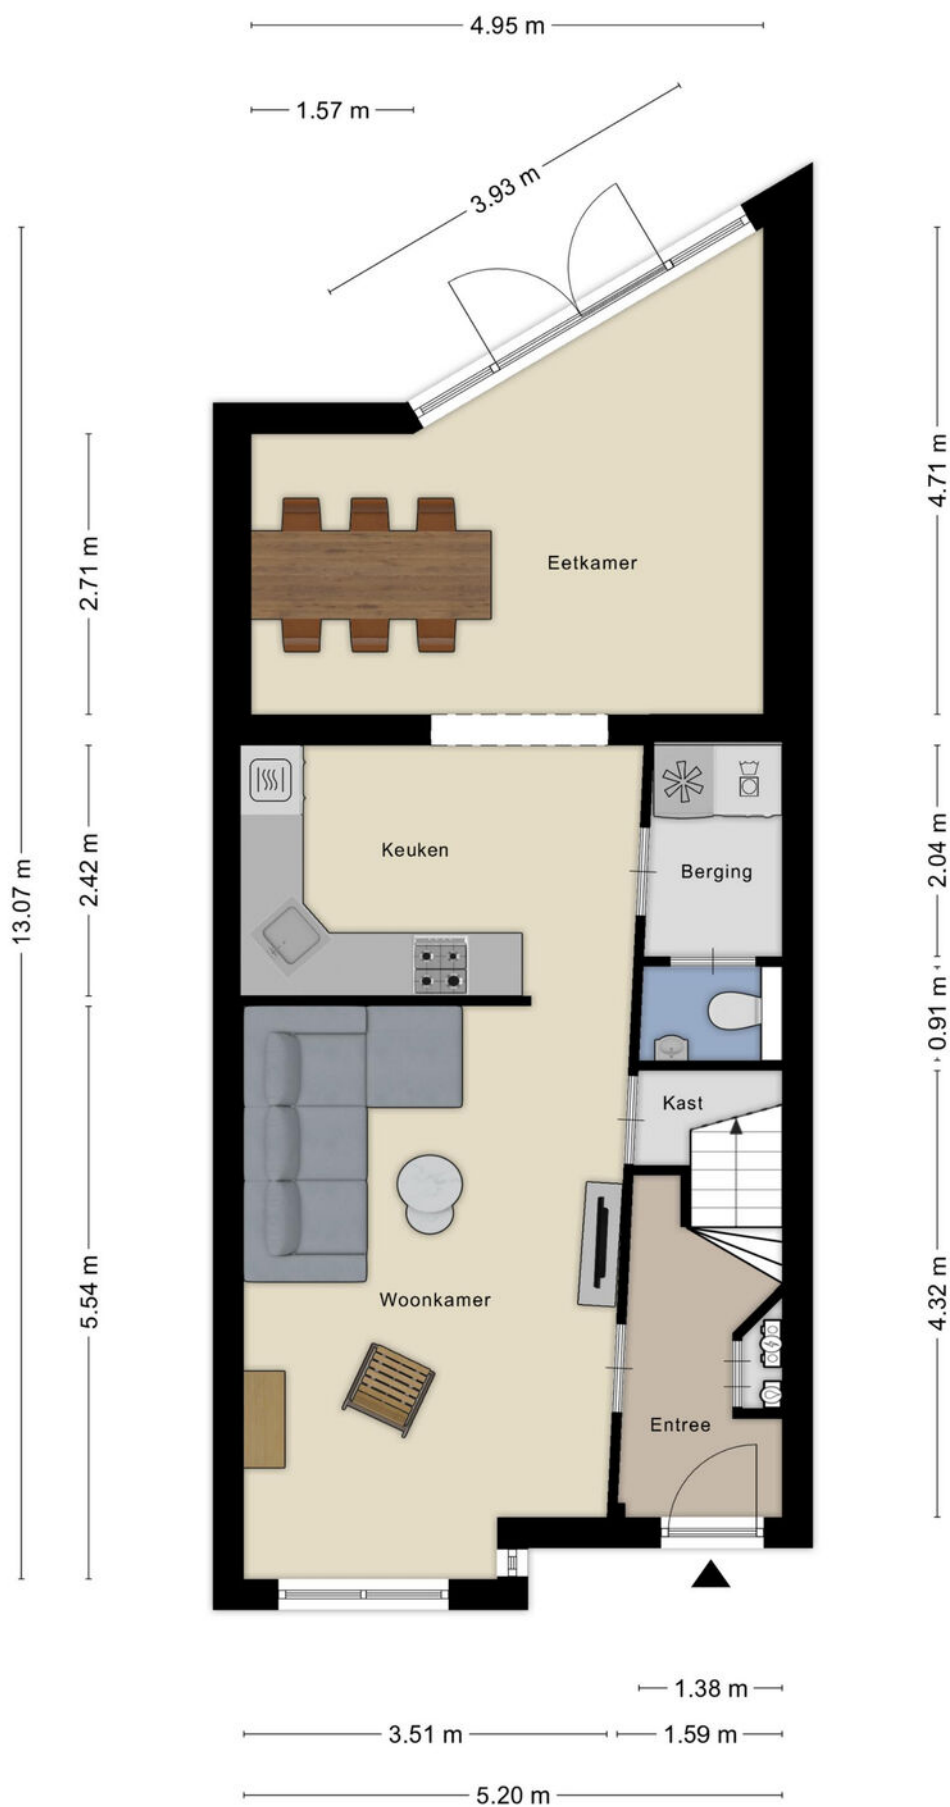 4.95 m
1.57 m
3.93 m
4.71 m
2.71 m
Eetkamer
13.07 m
2.42 m
Keuken
Berging
2.04 m
0.91 m
Kast
5.54 m
Woonkamer
4.32 m
Entree
1.38 m
3.51 m
1.59 m
5.20 m